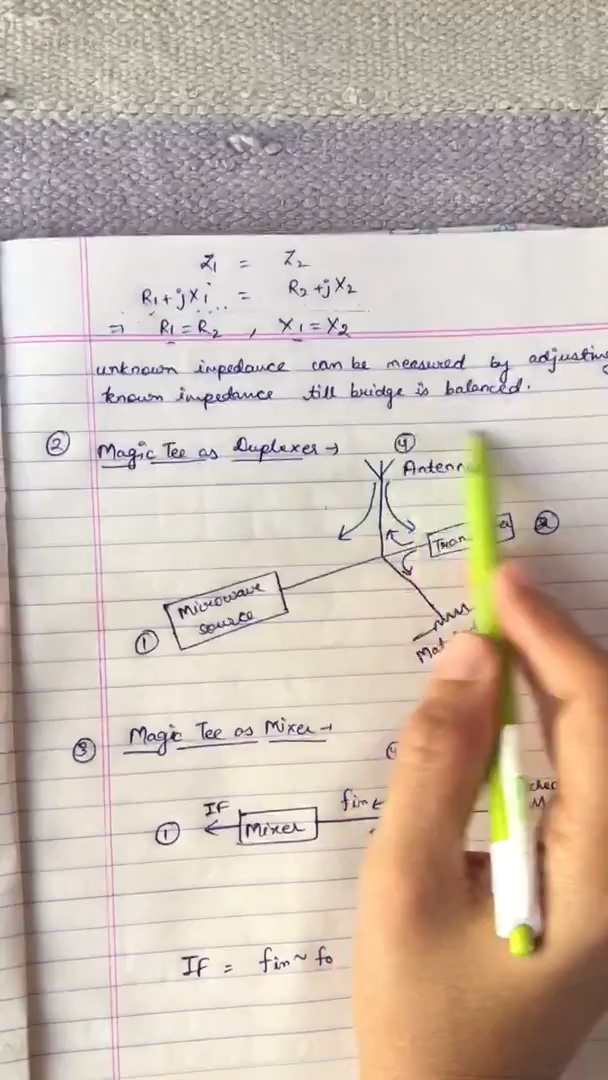 Z1 = Z2
R1 + jX1 = R2 + jX2
⇒ R1 = R2 , X1 = X2
unknown impedance can be measured by adjusting
known impedance till bridge is balanced.
② Magic Tee as Duplexer →
④
Antenn
②
Microwave
source
①
③ Magic Tee as Mixer →
IF
fin
① Mixer
IF = fin ~ fo